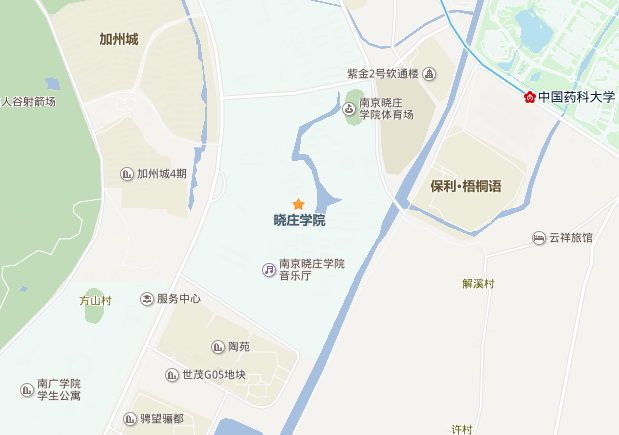 加州城
紫金2号软通楼
中国药科大学
人谷射箭场
南京晓庄
学院体育场
加州城4期
保利·梧桐语
晓庄学院
云祥旅馆
南京晓庄学院
音乐厅
解溪村
方山村
服务中心
陶苑
世茂G05地块
南广学院
学生公寓
骋望骊都
许村